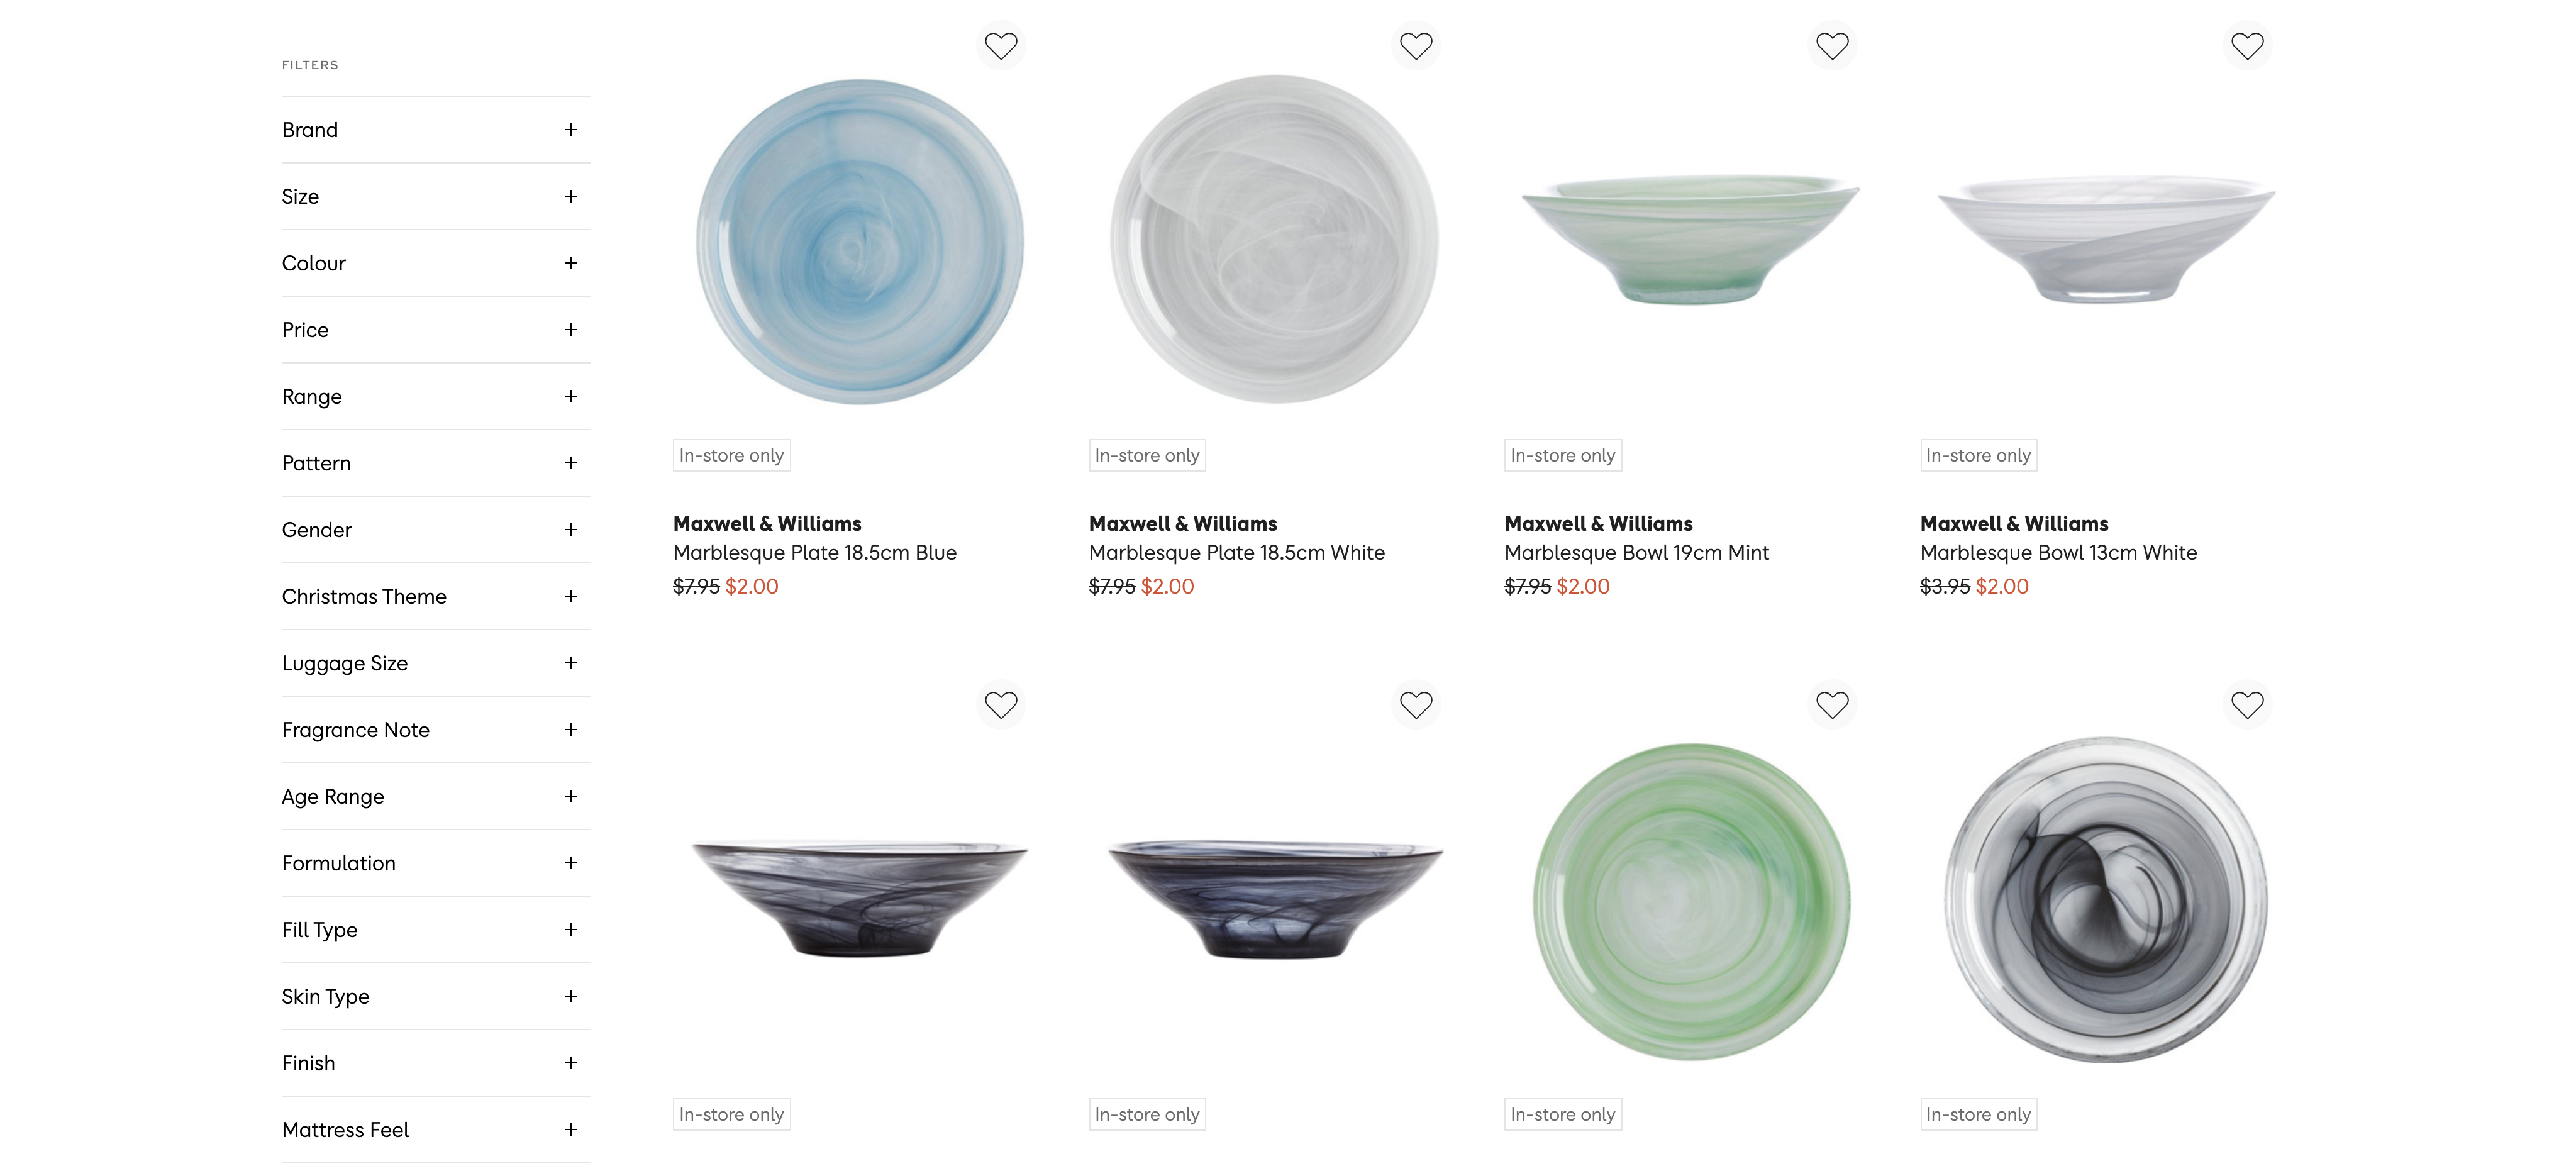 FILTERS
Brand
Size
Colour
Price
Range
Pattern
Gender
Christmas Theme
Luggage Size
Fragrance Note
Age Range
Formulation
Fill Type
Skin Type
Finish
Mattress Feel
In-store only
Maxwell & Williams
Marblesque Plate 18.5cm Blue
$7.95 $2.00
In-store only
Maxwell & Williams
Marblesque Plate 18.5cm White
$7.95 $2.00
In-store only
Maxwell & Williams
Marblesque Bowl 19cm Mint
$7.95 $2.00
In-store only
Maxwell & Williams
Marblesque Bowl 13cm White
$3.95 $2.00
In-store only
In-store only
In-store only
In-store only